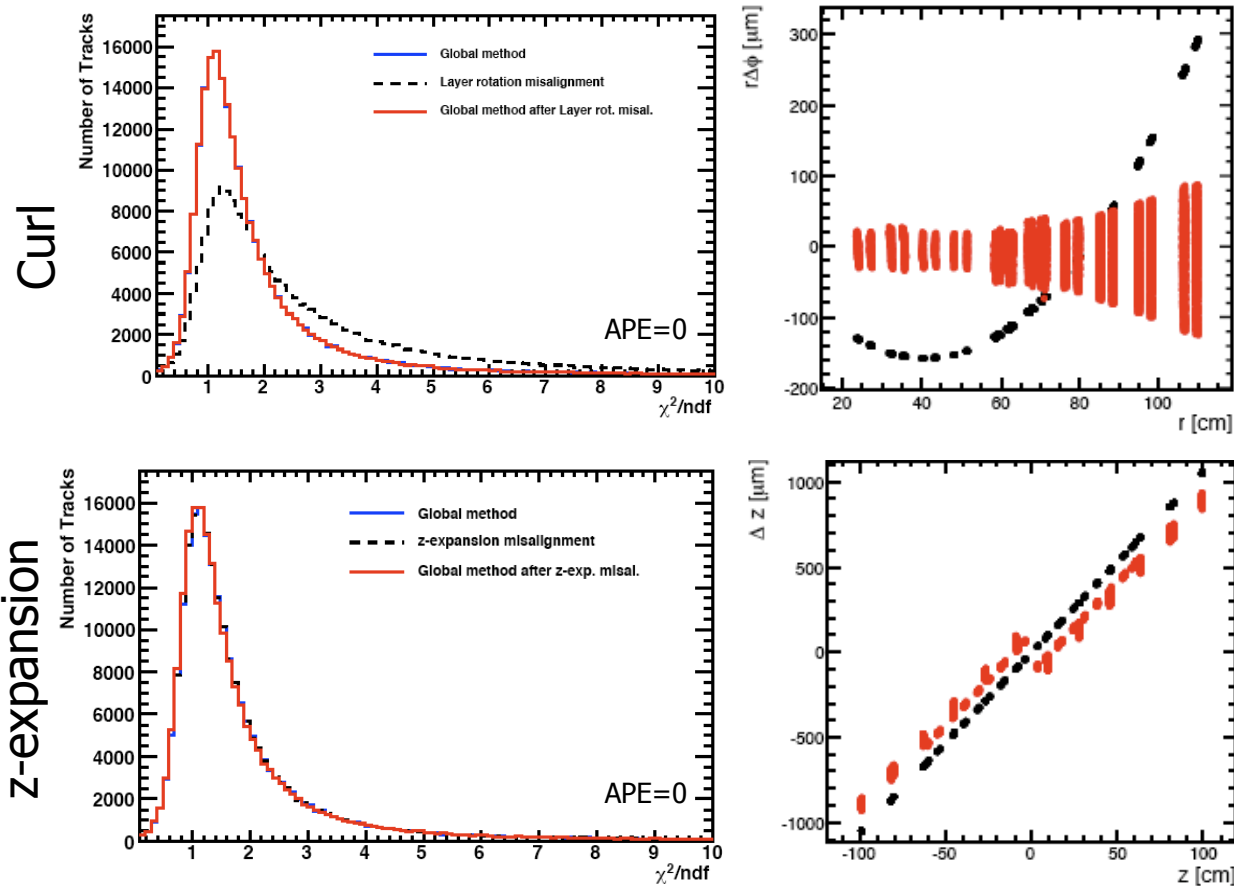 Curl
Number of Tracks
16000
14000
12000
10000
8000
6000
4000
2000
0
Global method
Layer rotation misalignment
Global method after Layer rot. misal.
APE=0
1 2 3 4 5 6 7 8 9 10
χ²/ndf
rΔϕ [μm]
300
200
100
0
-100
-200
20 40 60 80 100
r [cm]
z-expansion
Number of Tracks
16000
14000
12000
10000
8000
6000
4000
2000
0
Global method
z-expansion misalignment
Global method after z-exp. misal.
APE=0
1 2 3 4 5 6 7 8 9 10
χ²/ndf
Δ z [μm]
1000
500
0
-500
-1000
-100 -50 0 50 100
z [cm]